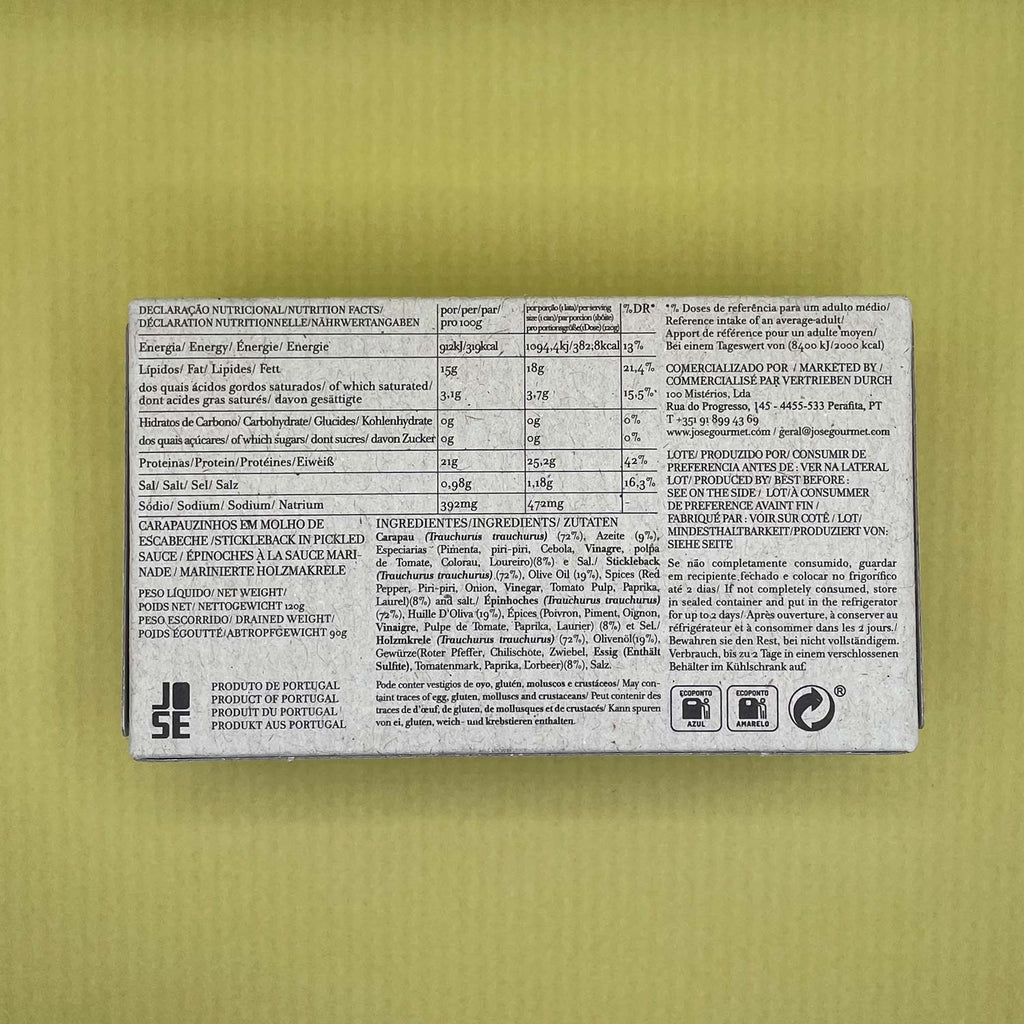 DECLARAÇÃO NUTRICIONAL/NUTRITION FACTS/
DÉCLARATION NUTRITIONNELLE/NÄHRWERTANGABEN
por/per/par/
pro 100g
por porção (1 lata)/per serving
size (1 can)/par porcion (1boîte)
pro portionsgröße(1Dose) (120g)
%DR*
Energia/ Energy/ Énergie/ Energie 912kJ/319kcal 1094,4kj/382,8kcal 13%
Lípidos/ Fat/ Lipides/ Fett 15g 18g 21,4%
dos quais ácidos gordos saturados/ of which saturated/
dont acides gras saturés/ davon gesättigte 3,1g 3,7g 15,5%
Hidratos de Carbono/ Carbohydrate/ Glucides/ Kohlenhydrate 0g 0g 0%
dos quais açúcares/ of which sugars/ dont sucres/ davon Zucker 0g 0g 0%
Proteinas/Protein/Protéines/Eiweiß 21g 25,2g 42%
Sal/ Salt/ Sel/ Salz 0,98g 1,18g 16,3%
Sódio/ Sodium/ Sodium/ Natrium 392mg 472mg
CARAPAUZINHOS EM MOLHO DE
ESCABECHE /STICKLEBACK IN PICKLED
SAUCE / ÉPINOCHES À LA SAUCE MARI-
NADE / MARINIERTE HOLZMAKRELE
PESO LÍQUIDO/ NET WEIGHT/
POIDS NET/ NETTOGEWICHT 120g
PESO ESCORRIDO/ DRAINED WEIGHT/
POIDS ÉGOUTTÉ/ABTROPFGEWICHT 90g
JO
SE
PRODUTO DE PORTUGAL
PRODUCT OF PORTUGAL
PRODUIT DU PORTUGAL
PRODUKT AUS PORTUGAL
INGREDIENTES/INGREDIENTS/ ZUTATEN
Carapau (Trauchurus trauchurus) (72%), Azeite (9%),
Especiarias (Pimenta, piri-piri, Cebola, Vinagre, polpa
de Tomate, Colorau, Loureiro)(8%) e Sal./ Stickleback
(Trauchurus trauchurus) (72%), Olive Oil (19%), Spices (Red
Pepper, Piri-piri, Onion, Vinegar, Tomato Pulp, Paprika,
Laurel)(8%) and salt./ Épinhoches (Trauchurus trauchurus)
(72%), Huille D'Oliva (19%), Épices (Poivron, Piment, Oignon,
Vinaigre, Pulpe de Tomate, Paprika, Laurier) (8%) et Sel./
Holzmkrele (Trauchurus trauchurus) (72%), Olivenöl(19%),
Gewürze(Roter Pfeffer, Chilischöte, Zwiebel, Essig (Enthält
Sulfite), Tomatenmark, Paprika, Lorbeer)(8%), Salz.
Pode conter vestígios de ovo, glutén, moluscos e crustáceos/ May con-
taint traces of egg, gluten, molluscs and crustaceans/ Peut contenir des
traces de d'œuf, de gluten, de mollusques et de crustacés/ Kann spuren
von ei, gluten, weich- und krebstieren enthalten.
*% Doses de referência para um adulto médio/
Reference intake of an average-adult/
Apport de référence pour un adulte moyen/
Bei einem Tageswert von (8400 kJ/2000 kcal)
COMERCIALIZADO POR / MARKETED BY /
COMMERCIALISÉ PAR VERTRIEBEN DURCH
100 Mistérios, Lda
Rua do Progresso, 145 - 4455-533 Perafita, PT
T +351 91 899 43 69
www.josegourmet.com / geral@josegourmet.com
LOTE/ PRODUZIDO POR/ CONSUMIR DE
PREFERENCIA ANTES DE : VER NA LATERAL
LOT/ PRODUCED BY/ BEST BEFORE :
SEE ON THE SIDE / LOT/À CONSUMMER
DE PREFERENCE AVAINT FIN /
FABRIQUÉ PAR : VOIR SUR COTÉ / LOT/
MINDESTHALTBARKEIT/PRODUZIERT VON:
SIEHE SEITE
Se não completamente consumido, guardar
em recipiente fechado e colocar no frigorífico
até 2 dias/ If not completely consumed, store
in sealed container and put in the refrigerator
for up to 2 days/ Après ouverture, à conserver au
réfrigérateur et à consommer dans les 2 jours./
Bewahren sie den Rest, bei nicht vollständigem.
Verbrauch, bis zu 2 Tage in einem verschlossenen
Behälter im Kühlschrank auf.
ECOPONTO
AZUL
ECOPONTO
AMARELO
®